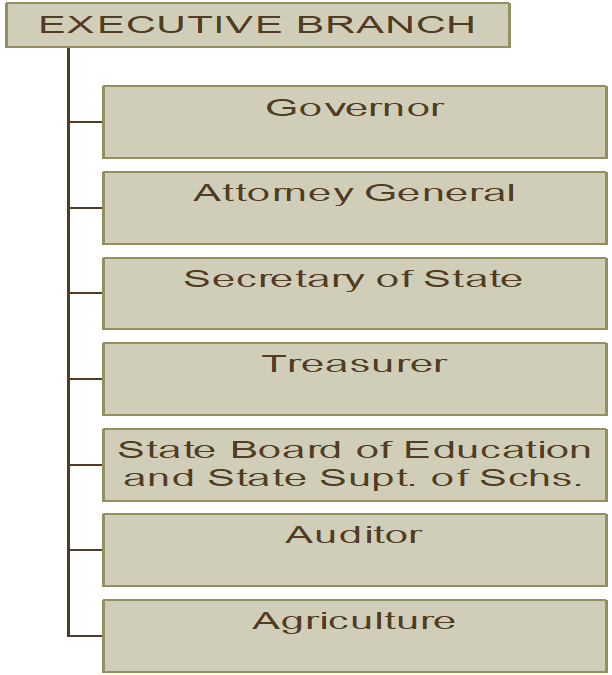 EXECUTIVE BRANCH
Governor
Attorney General
Secretary of State
Treasurer
State Board of Education
and State Supt. of Schs.
Auditor
Agriculture